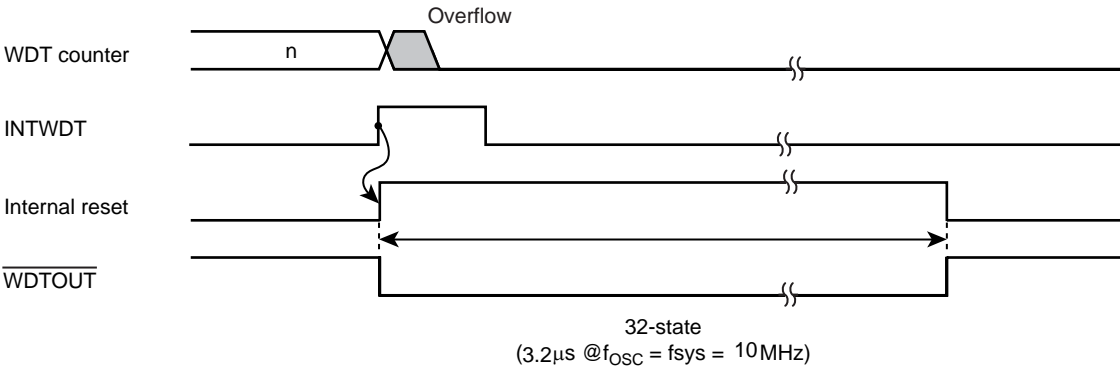 Overflow
WDT counter n
INTWDT
Internal reset
WDTOUT
32-state
(3.2μs @fOSC = fsys = 10MHz)